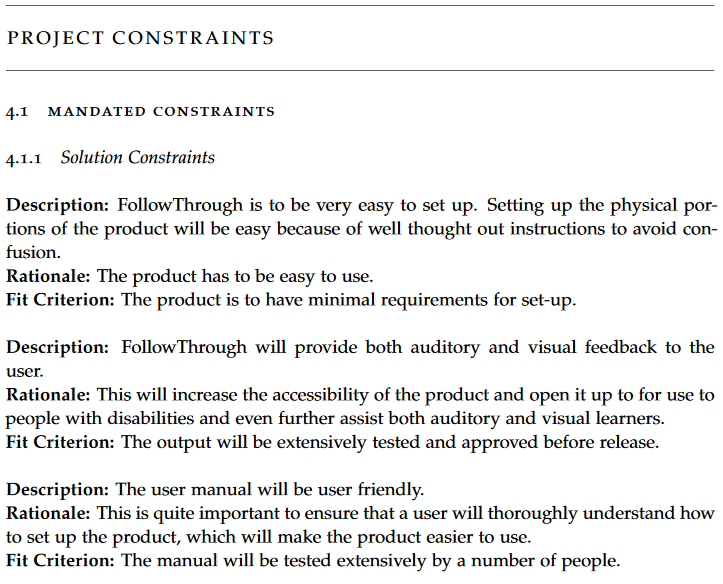 PROJECT CONSTRAINTS
4.1 MANDATED CONSTRAINTS
4.1.1 Solution Constraints
Description: FollowThrough is to be very easy to set up. Setting up the physical por-
tions of the product will be easy because of well thought out instructions to avoid con-
fusion.
Rationale: The product has to be easy to use.
Fit Criterion: The product is to have minimal requirements for set-up.
Description: FollowThrough will provide both auditory and visual feedback to the
user.
Rationale: This will increase the accessibility of the product and open it up to for use to
people with disabilities and even further assist both auditory and visual learners.
Fit Criterion: The output will be extensively tested and approved before release.
Description: The user manual will be user friendly.
Rationale: This is quite important to ensure that a user will thoroughly understand how
to set up the product, which will make the product easier to use.
Fit Criterion: The manual will be tested extensively by a number of people.